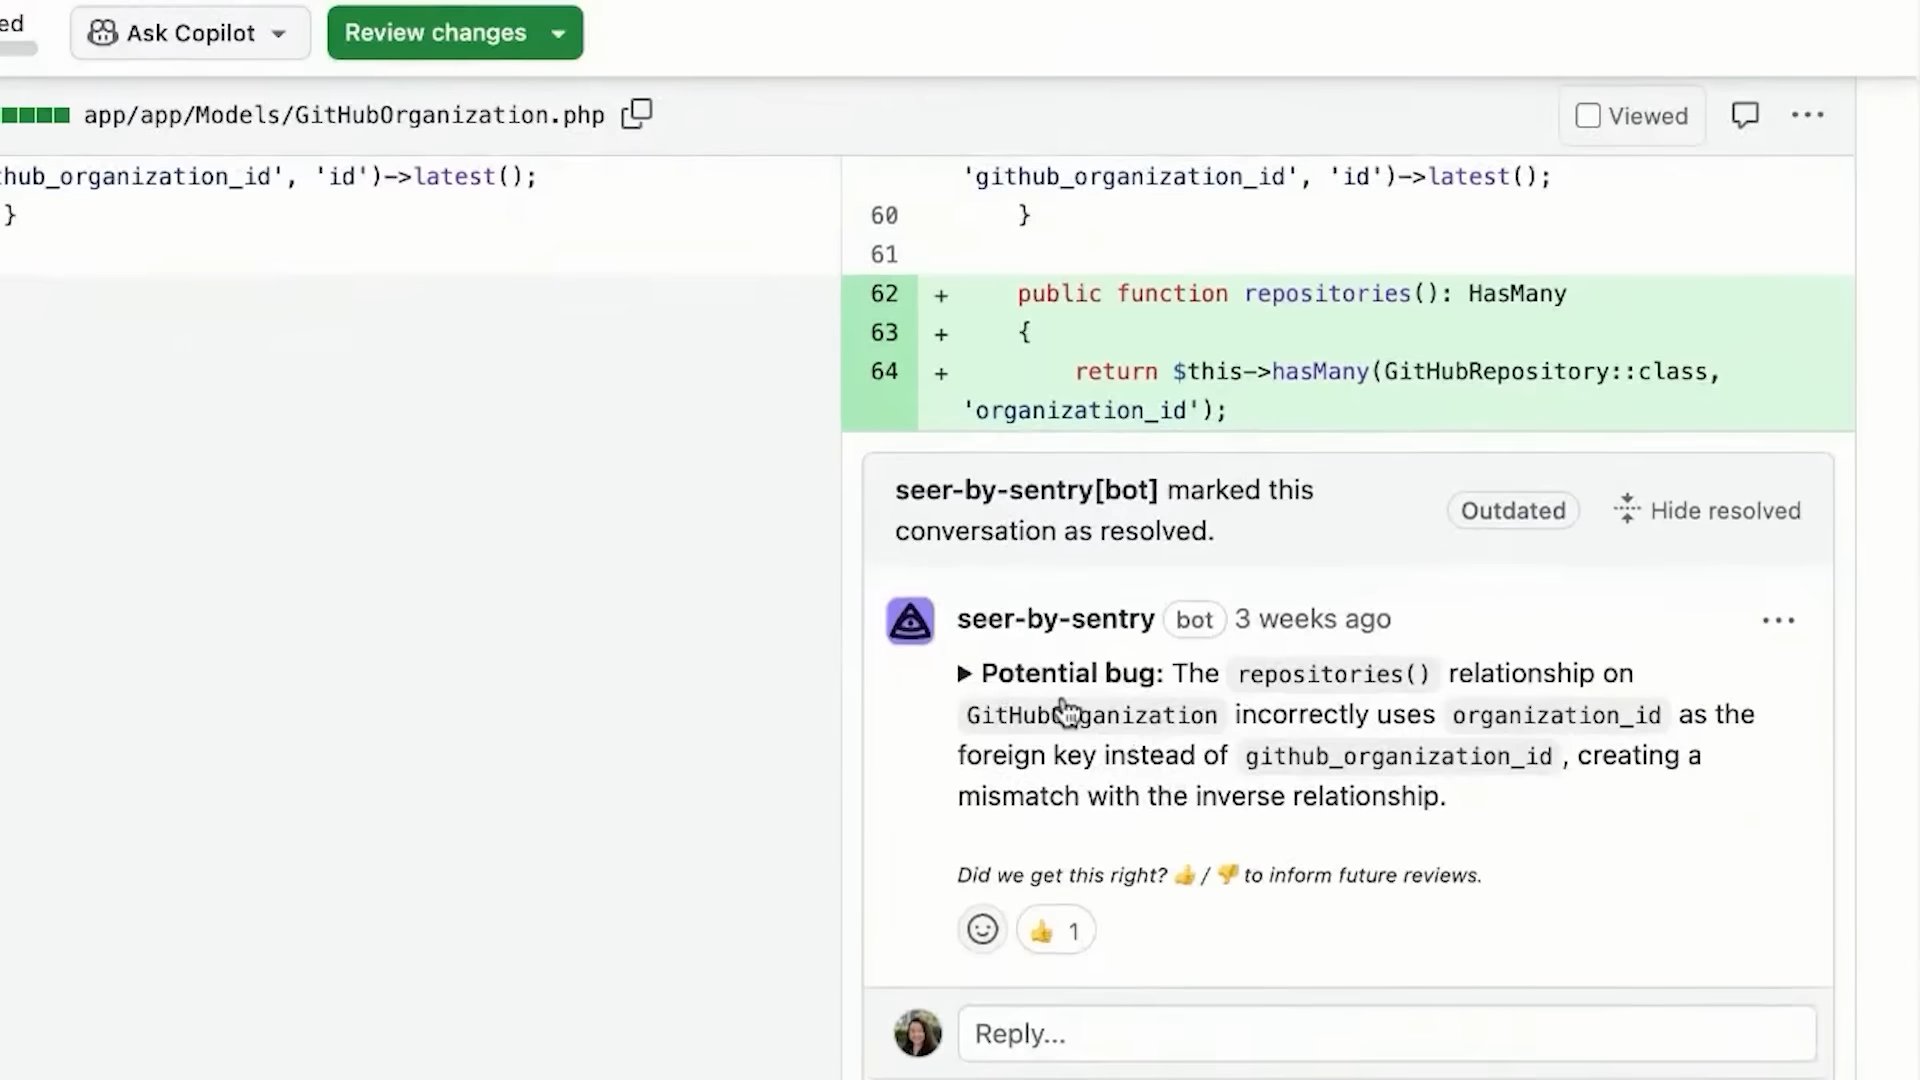 ed
Ask Copilot
Review changes
app/app/Models/GitHubOrganization.php
Viewed
hub_organization_id', 'id')->latest();
}
'github_organization_id', 'id')->latest();
60 }
61
62 + public function repositories(): HasMany
63 + {
64 + return $this->hasMany(GitHubRepository::class,
'organization_id');
seer-by-sentry[bot] marked this
conversation as resolved.
Outdated
Hide resolved
seer-by-sentry bot 3 weeks ago
Potential bug: The repositories() relationship on
GitHubOrganization incorrectly uses organization_id as the
foreign key instead of github_organization_id , creating a
mismatch with the inverse relationship.
Did we get this right? 👍 / 👎 to inform future reviews.
👍 1
Reply...